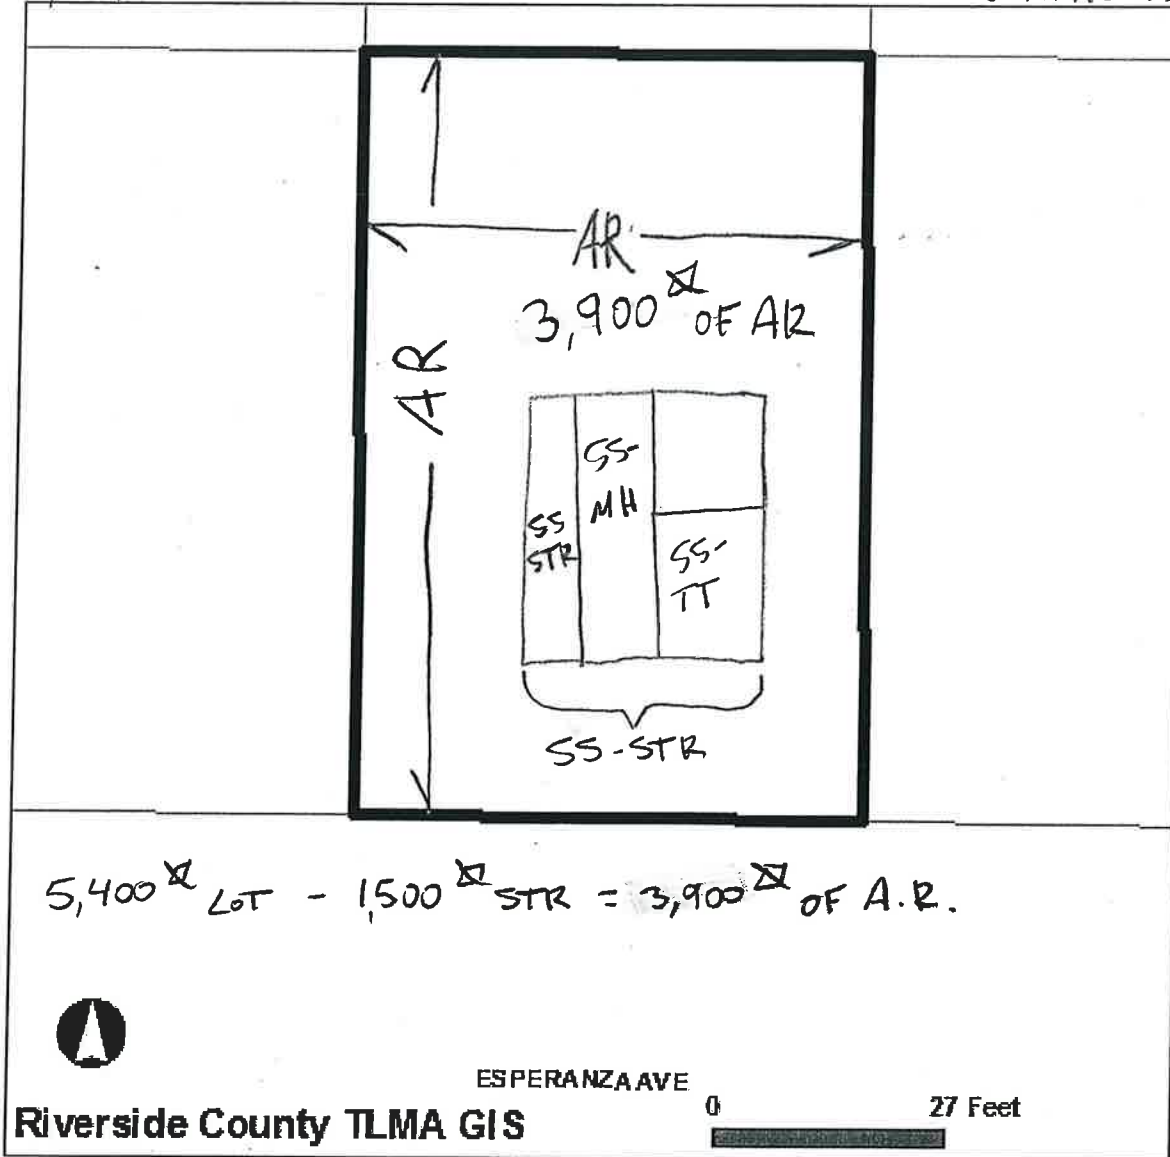 AR
3,900 ☒ OF AR
AR
SS-
MH
SS
STR
SS-
TT
SS-STR
5,400 ☒ LOT - 1,500 ☒ STR = 3,900 ☒ OF A.R.
ESPERANZA AVE
0 27 Feet
Riverside County TLMA GIS